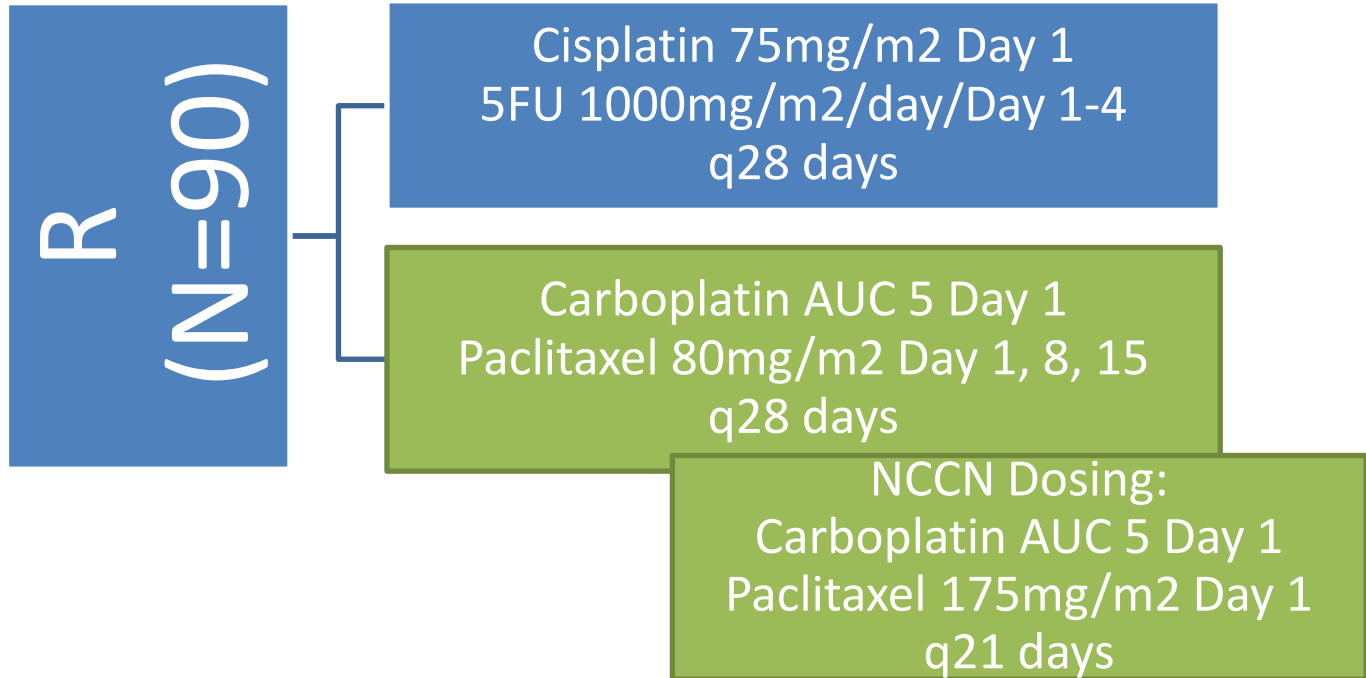 R
(N=90)
Cisplatin 75mg/m2 Day 1
5FU 1000mg/m2/day/Day 1-4
q28 days
Carboplatin AUC 5 Day 1
Paclitaxel 80mg/m2 Day 1, 8, 15
q28 days
NCCN Dosing:
Carboplatin AUC 5 Day 1
Paclitaxel 175mg/m2 Day 1
q21 days